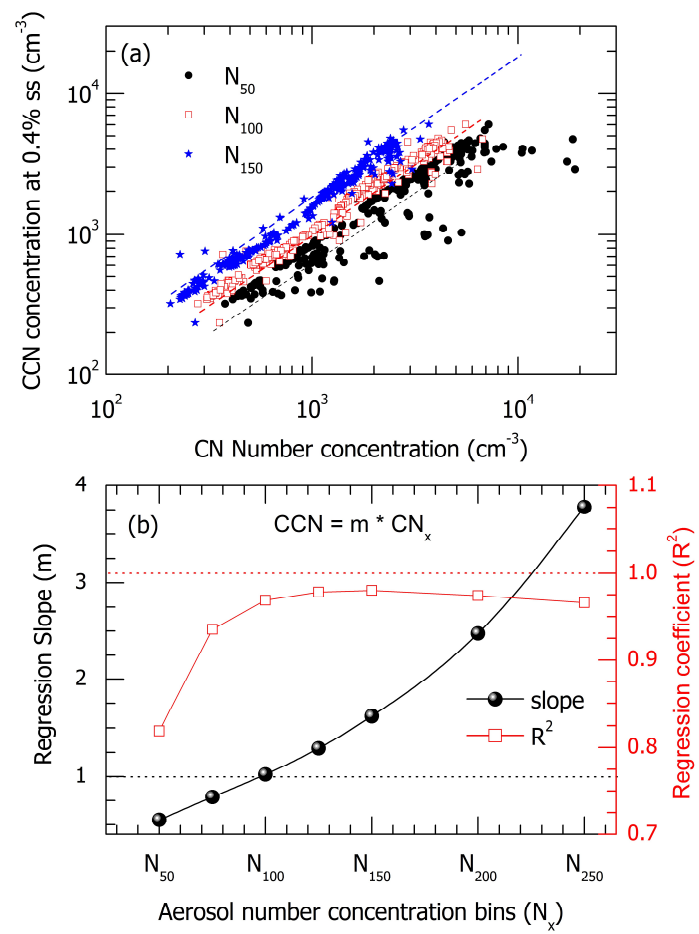 (a)
N50
N100
N150
CCN concentration at 0.4% ss (cm-3)
10^4
10^3
10^2
10^2 10^3 10^4
CN Number concentration (cm-3)
(b)
CCN = m * CNx
Regression Slope (m)
4
3
2
1
Regression coefficient (R2)
1.1
1.0
0.9
0.8
0.7
slope
R2
N50 N100 N150 N200 N250
Aerosol number concentration bins (Nx)